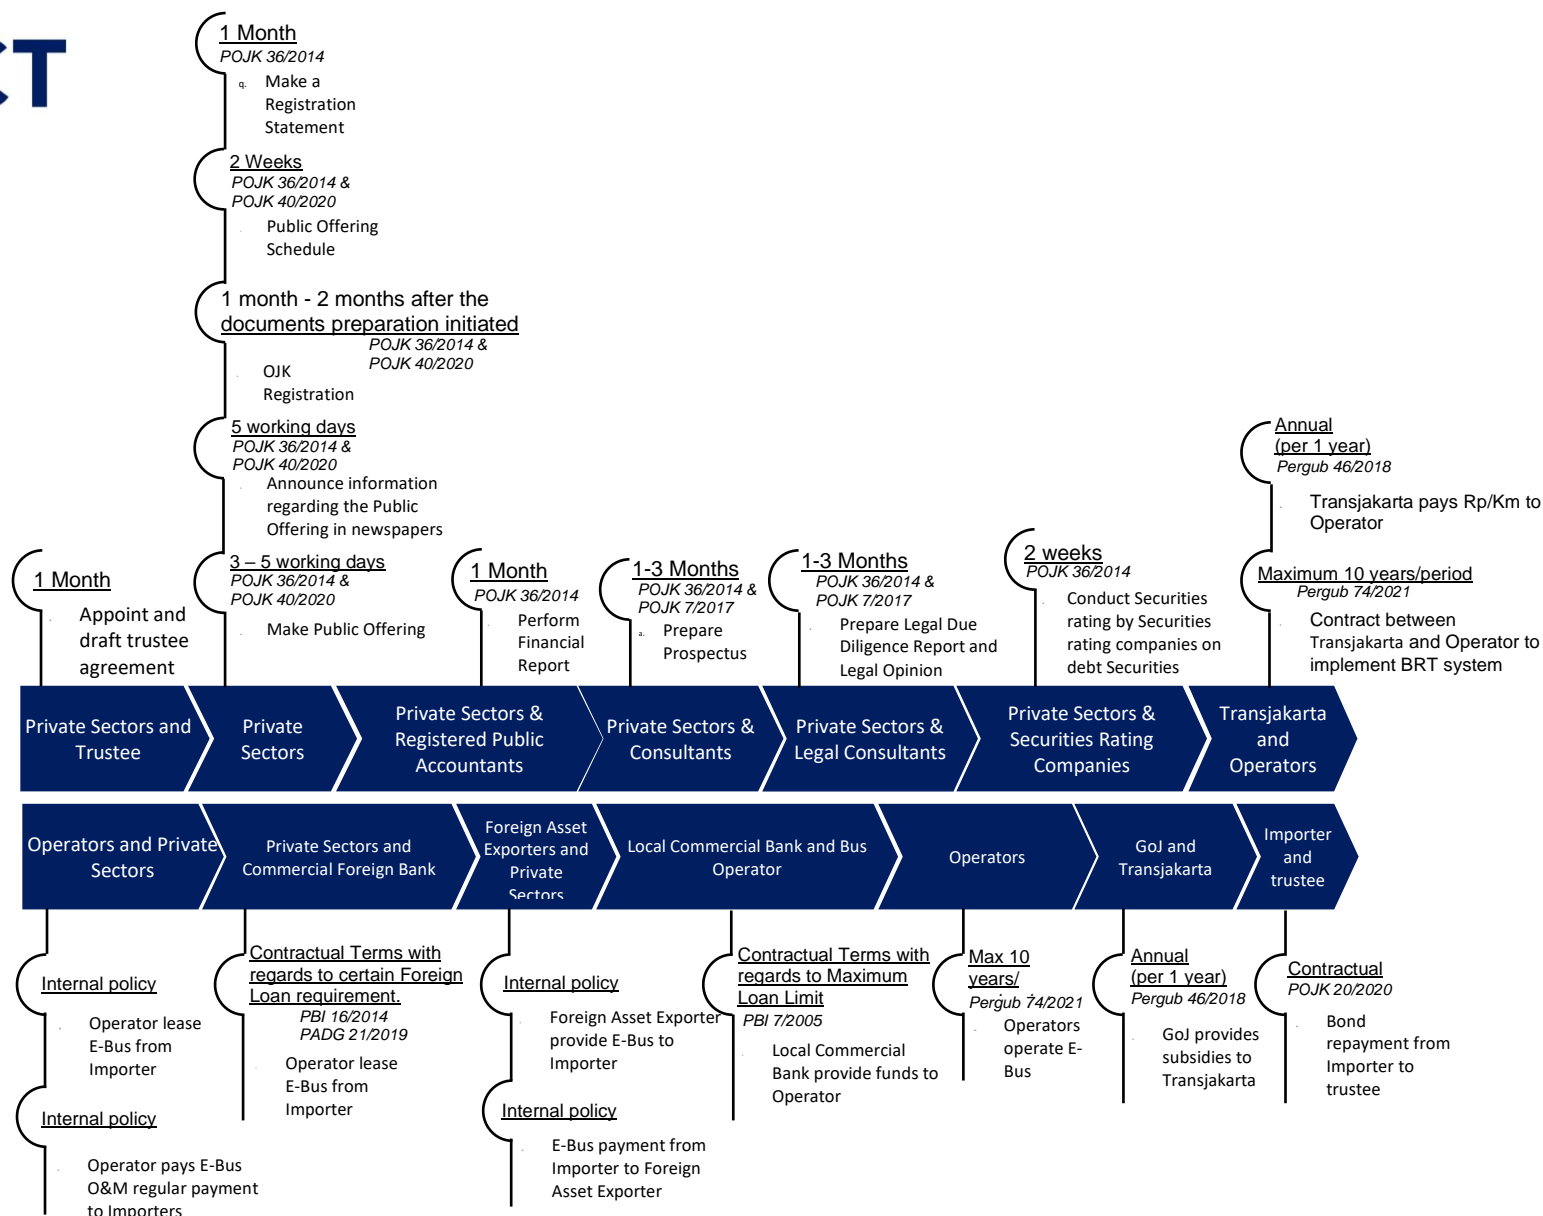 CT
1 Month
POJK 36/2014
q. Make a
Registration
Statement
2 Weeks
POJK 36/2014 &
POJK 40/2020
Public Offering
Schedule
1 month - 2 months after the
documents preparation initiated
POJK 36/2014 &
POJK 40/2020
OJK
Registration
5 working days
POJK 36/2014 &
POJK 40/2020
Announce information
regarding the Public
Offering in newspapers
3 – 5 working days
POJK 36/2014 &
POJK 40/2020
Make Public Offering
1 Month
Appoint and
draft trustee
agreement
1 Month
POJK 36/2014
Perform
Financial
Report
1-3 Months
POJK 36/2014 &
POJK 7/2017
a. Prepare
Prospectus
1-3 Months
POJK 36/2014 &
POJK 7/2017
Prepare Legal Due
Diligence Report and
Legal Opinion
2 weeks
POJK 36/2014
Conduct Securities
rating by Securities
rating companies on
debt Securities
Annual
(per 1 year)
Pergub 46/2018
Transjakarta pays Rp/Km to
Operator
Maximum 10 years/period
Pergub 74/2021
Contract between
Transjakarta and Operator to
implement BRT system
Private Sectors and
Trustee
Private
Sectors
Private Sectors &
Registered Public
Accountants
Private Sectors &
Consultants
Private Sectors &
Legal Consultants
Private Sectors &
Securities Rating
Companies
Transjakarta
and
Operators
Operators and Private
Sectors
Private Sectors and
Commercial Foreign Bank
Foreign Asset
Exporters and
Private
Sectors
Local Commercial Bank and Bus
Operator
Operators
GoJ and
Transjakarta
Importer
and
trustee
Internal policy
Operator lease
E-Bus from
Importer
Internal policy
Operator pays E-Bus
O&M regular payment
to Importers
Contractual Terms with
regards to certain Foreign
Loan requirement.
PBI 16/2014
PADG 21/2019
Operator lease
E-Bus from
Importer
Internal policy
Foreign Asset Exporter
provide E-Bus to
Importer
Internal policy
E-Bus payment from
Importer to Foreign
Asset Exporter
Contractual Terms with
regards to Maximum
Loan Limit
PBI 7/2005
Local Commercial
Bank provide funds to
Operator
Max 10
years/
Pergub 74/2021
Operators
operate E-
Bus
Annual
(per 1 year)
Pergub 46/2018
GoJ provides
subsidies to
Transjakarta
Contractual
POJK 20/2020
Bond
repayment from
Importer to
trustee